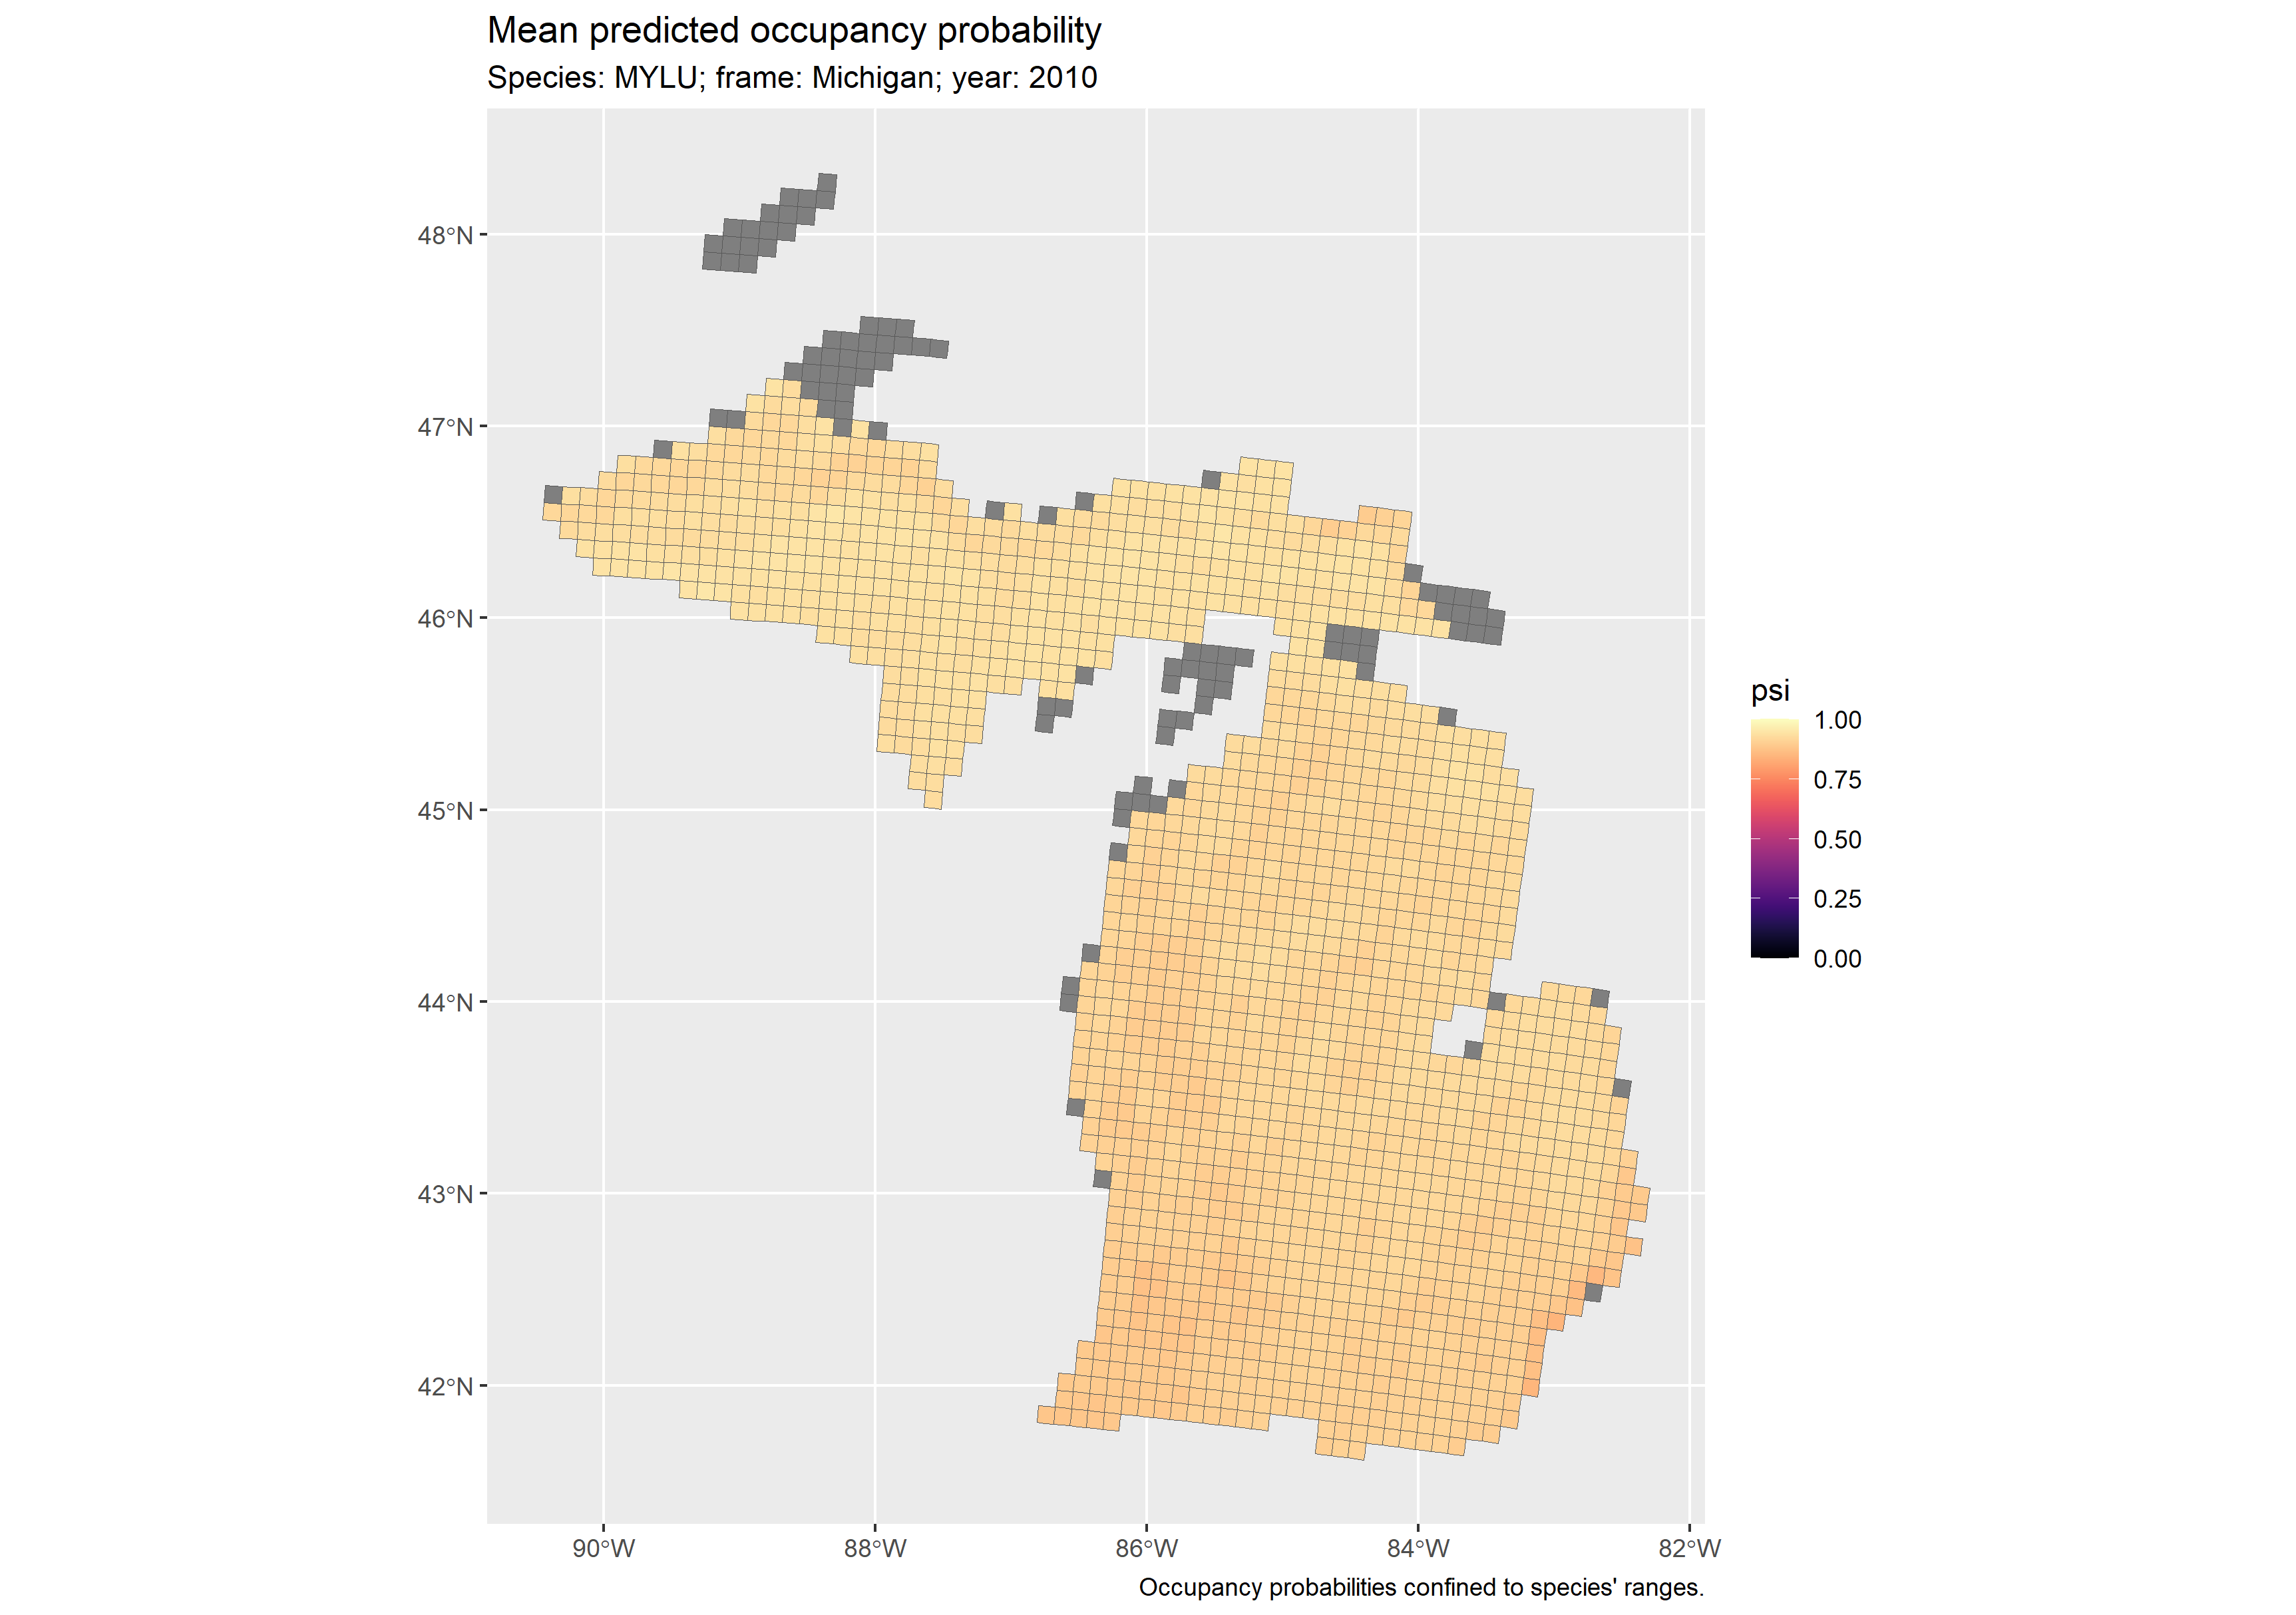 Mean predicted occupancy probability
Species: MYLU; frame: Michigan; year: 2010
48°N
47°N
46°N
45°N
44°N
43°N
42°N
90°W
88°W
86°W
84°W
82°W
psi
1.00
0.75
0.50
0.25
0.00
Occupancy probabilities confined to species' ranges.